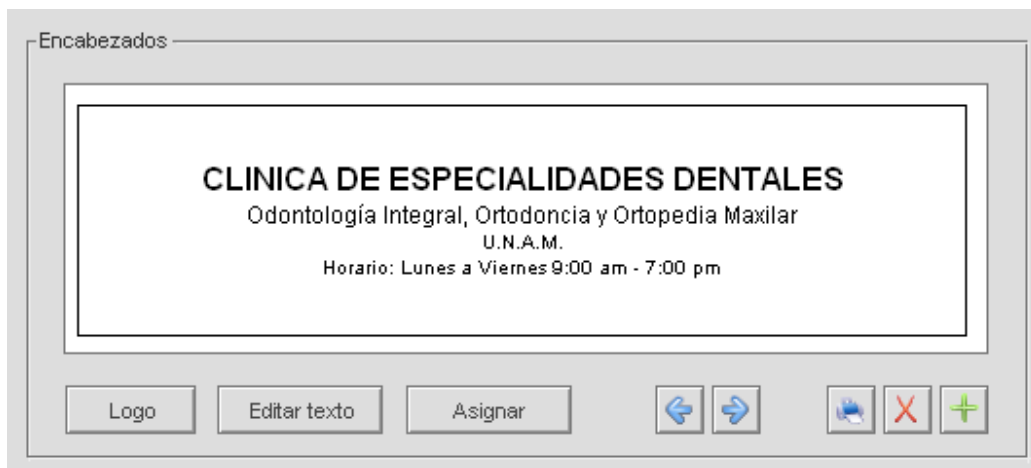 Encabezados
CLINICA DE ESPECIALIDADES DENTALES
Odontología Integral, Ortodoncia y Ortopedia Maxilar
U.N.A.M.
Horario: Lunes a Viernes 9:00 am - 7:00 pm
Logo
Editar texto
Asignar